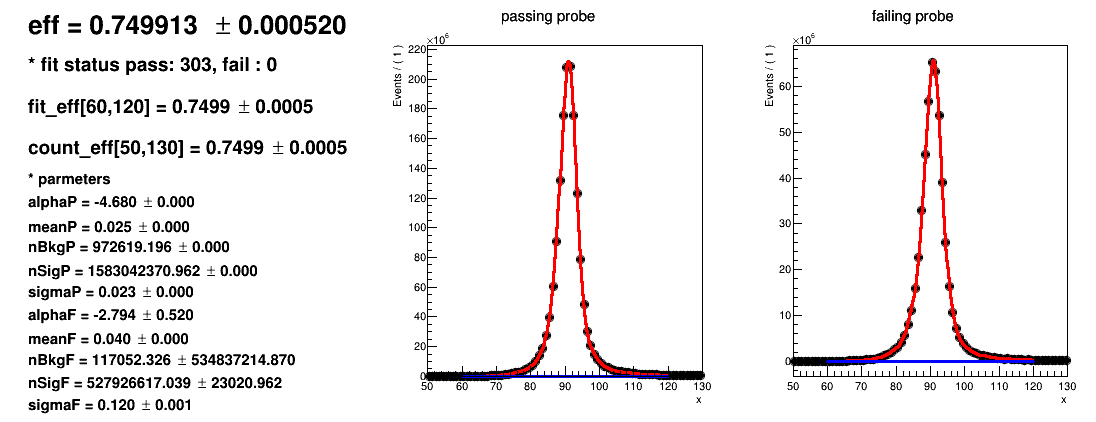 eff = 0.749913 ± 0.000520
* fit status pass: 303, fail : 0
fit_eff[60,120] = 0.7499 ± 0.0005
count_eff[50,130] = 0.7499 ± 0.0005
* parmeters
alphaP = -4.680 ± 0.000
meanP = 0.025 ± 0.000
nBkgP = 972619.196 ± 0.000
nSigP = 1583042370.962 ± 0.000
sigmaP = 0.023 ± 0.000
alphaF = -2.794 ± 0.520
meanF = 0.040 ± 0.000
nBkgF = 117052.326 ± 534837214.870
nSigF = 527926617.039 ± 23020.962
sigmaF = 0.120 ± 0.001
passing probe
×10⁶
Events / ( 1 )
220
200
180
160
140
120
100
80
60
40
20
0
50 60 70 80 90 100 110 120 130
x
failing probe
×10⁶
Events / ( 1 )
60
50
40
30
20
10
0
50 60 70 80 90 100 110 120 130
x